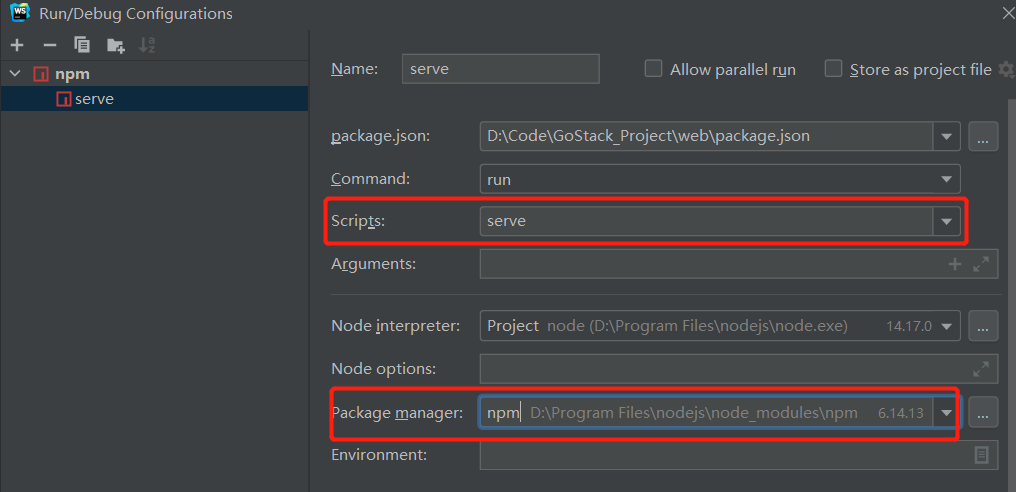 WS Run/Debug Configurations
npm
serve
Name: serve Allow parallel run Store as project file
package.json: D:\Code\GoStack_Project\web\package.json ...
Command: run
Scripts: serve
Arguments:
Node interpreter: Project node (D:\Program Files\nodejs\node.exe) 14.17.0 ...
Node options:
Package manager: npm D:\Program Files\nodejs\node_modules\npm 6.14.13 ...
Environment: